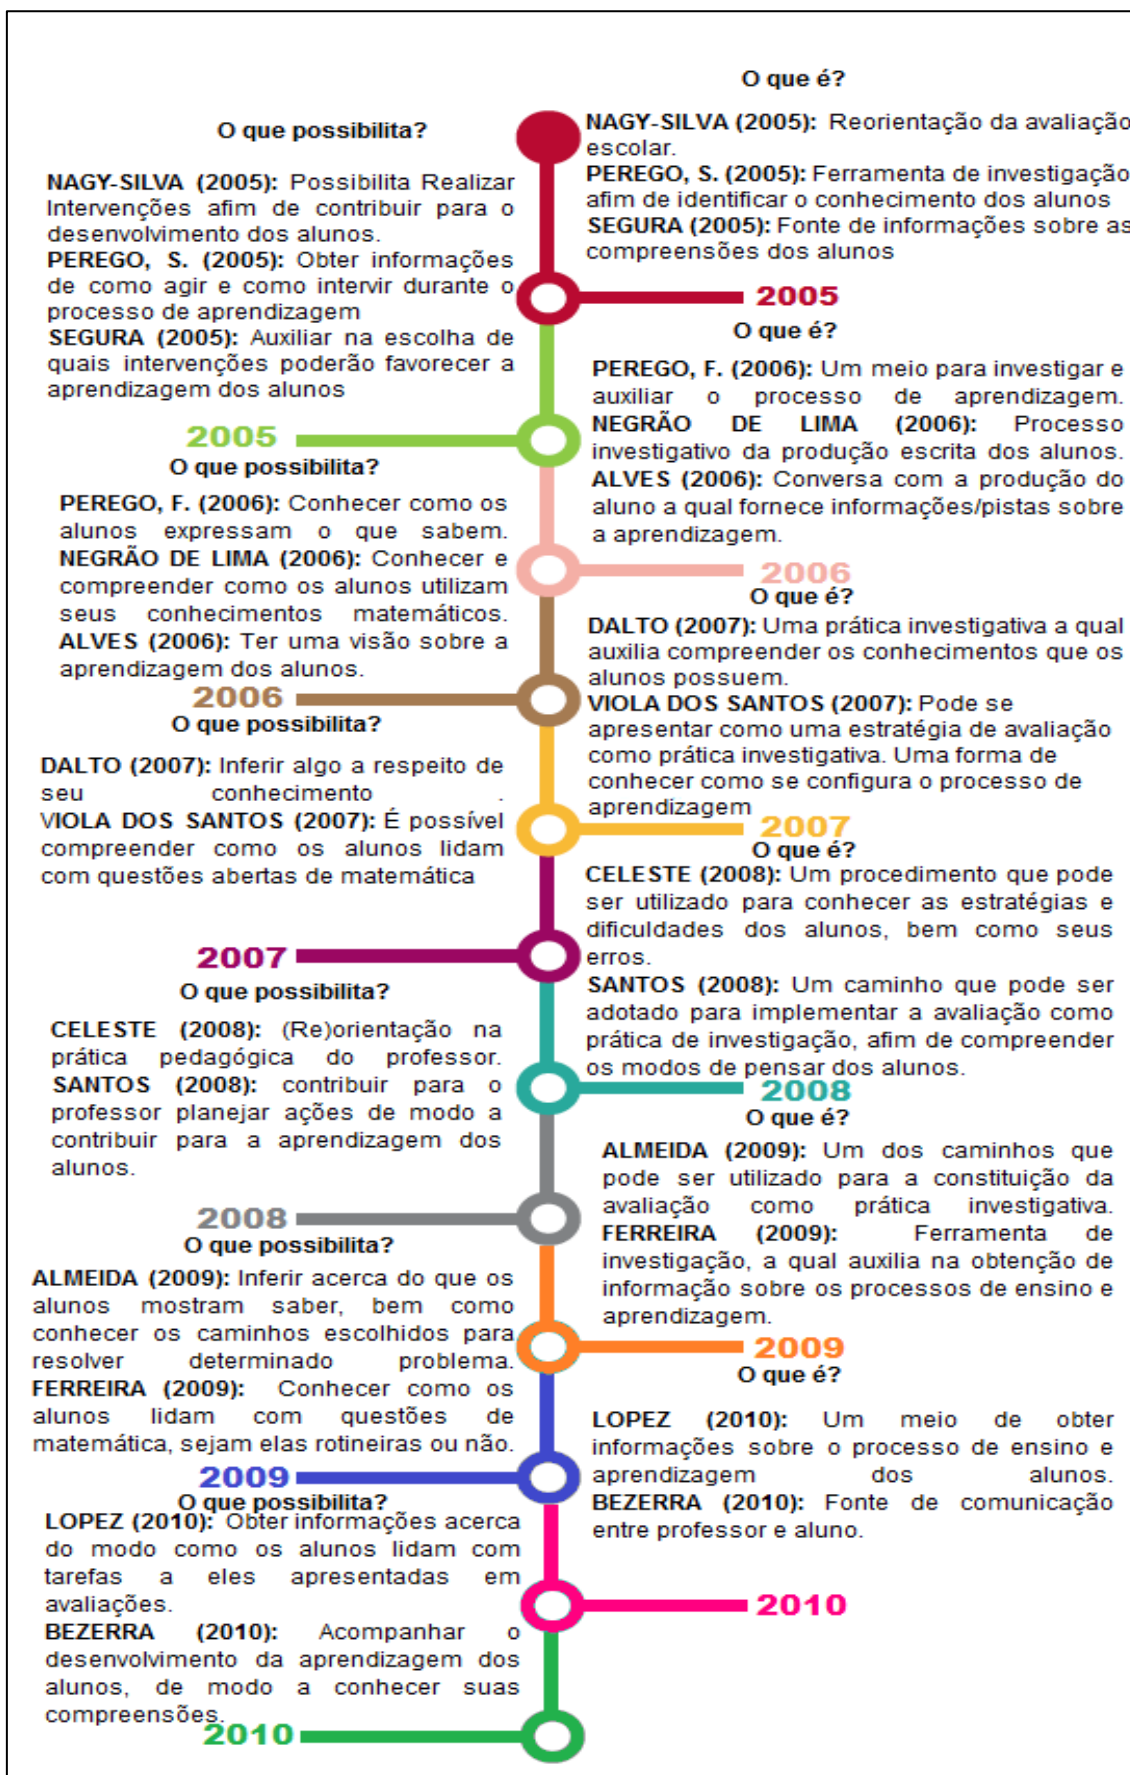 O que é?
NAGY-SILVA (2005): Reorientação da avaliação
escolar.
PEREGO, S. (2005): Ferramenta de investigação
afim de identificar o conhecimento dos alunos
SEGURA (2005): Fonte de informações sobre as
compreensões dos alunos
2005
O que possibilita?
NAGY-SILVA (2005): Possibilita Realizar
Intervenções afim de contribuir para o
desenvolvimento dos alunos.
PEREGO, S. (2005): Obter informações
de como agir e como intervir durante o
processo de aprendizagem
SEGURA (2005): Auxiliar na escolha de
quais intervenções poderão favorecer a
aprendizagem dos alunos
2005
O que é?
PEREGO, F. (2006): Um meio para investigar e
auxiliar o processo de aprendizagem.
NEGRÃO DE LIMA (2006): Processo
investigativo da produção escrita dos alunos.
ALVES (2006): Conversa com a produção do
aluno a qual fornece informações/pistas sobre
a aprendizagem.
2006
O que possibilita?
PEREGO, F. (2006): Conhecer como os
alunos expressam o que sabem.
NEGRÃO DE LIMA (2006): Conhecer e
compreender como os alunos utilizam
seus conhecimentos matemáticos.
ALVES (2006): Ter uma visão sobre a
aprendizagem dos alunos.
2006
O que é?
DALTO (2007): Uma prática investigativa a qual
auxilia compreender os conhecimentos que os
alunos possuem.
VIOLA DOS SANTOS (2007): Pode se
apresentar como uma estratégia de avaliação
como prática investigativa. Uma forma de
conhecer como se configura o processo de
aprendizagem
2007
O que possibilita?
DALTO (2007): Inferir algo a respeito de
seu conhecimento .
VIOLA DOS SANTOS (2007): É possível
compreender como os alunos lidam
com questões abertas de matemática
2007
O que é?
CELESTE (2008): Um procedimento que pode
ser utilizado para conhecer as estratégias e
dificuldades dos alunos, bem como seus
erros.
SANTOS (2008): Um caminho que pode ser
adotado para implementar a avaliação como
prática de investigação, afim de compreender
os modos de pensar dos alunos.
2008
O que possibilita?
CELESTE (2008): (Re)orientação na
prática pedagógica do professor.
SANTOS (2008): contribuir para o
professor planejar ações de modo a
contribuir para a aprendizagem dos
alunos.
2008
O que é?
ALMEIDA (2009): Um dos caminhos que
pode ser utilizado para a constituição da
avaliação como prática investigativa.
FERREIRA (2009): Ferramenta de
investigação, a qual auxilia na obtenção de
informação sobre os processos de ensino e
aprendizagem.
2009
O que possibilita?
ALMEIDA (2009): Inferir acerca do que os
alunos mostram saber, bem como
conhecer os caminhos escolhidos para
resolver determinado problema.
FERREIRA (2009): Conhecer como os
alunos lidam com questões de
matemática, sejam elas rotineiras ou não.
2009
O que é?
LOPEZ (2010): Um meio de obter
informações sobre o processo de ensino e
aprendizagem dos alunos.
BEZERRA (2010): Fonte de comunicação
entre professor e aluno.
2010
O que possibilita?
LOPEZ (2010): Obter informações acerca
do modo como os alunos lidam com
tarefas a eles apresentadas em
avaliações.
BEZERRA (2010): Acompanhar o
desenvolvimento da aprendizagem dos
alunos, de modo a conhecer suas
compreensões.
2010